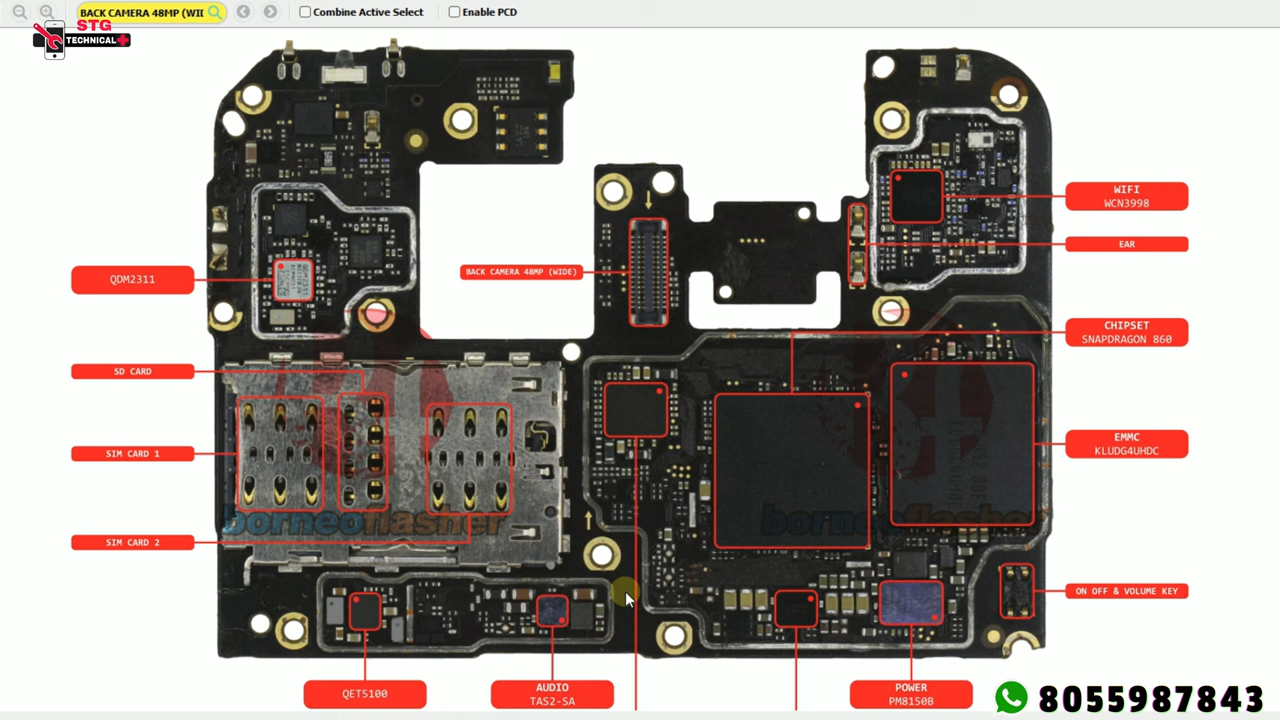 BACK CAMERA 48MP (WII
Combine Active Select
Enable PCD
STG
TECHNICAL
WIFI
WCN3998
EAR
BACK CAMERA 48MP (WIDE)
QDM2311
CHIPSET
SNAPDRAGON 860
SD CARD
EMMC
KLUDG4UHDC
SIM CARD 1
borneoflasher
borneoflasher
SIM CARD 2
ON OFF & VOLUME KEY
QET5100
AUDIO
TAS2-SA
POWER
PM8150B
8055987843